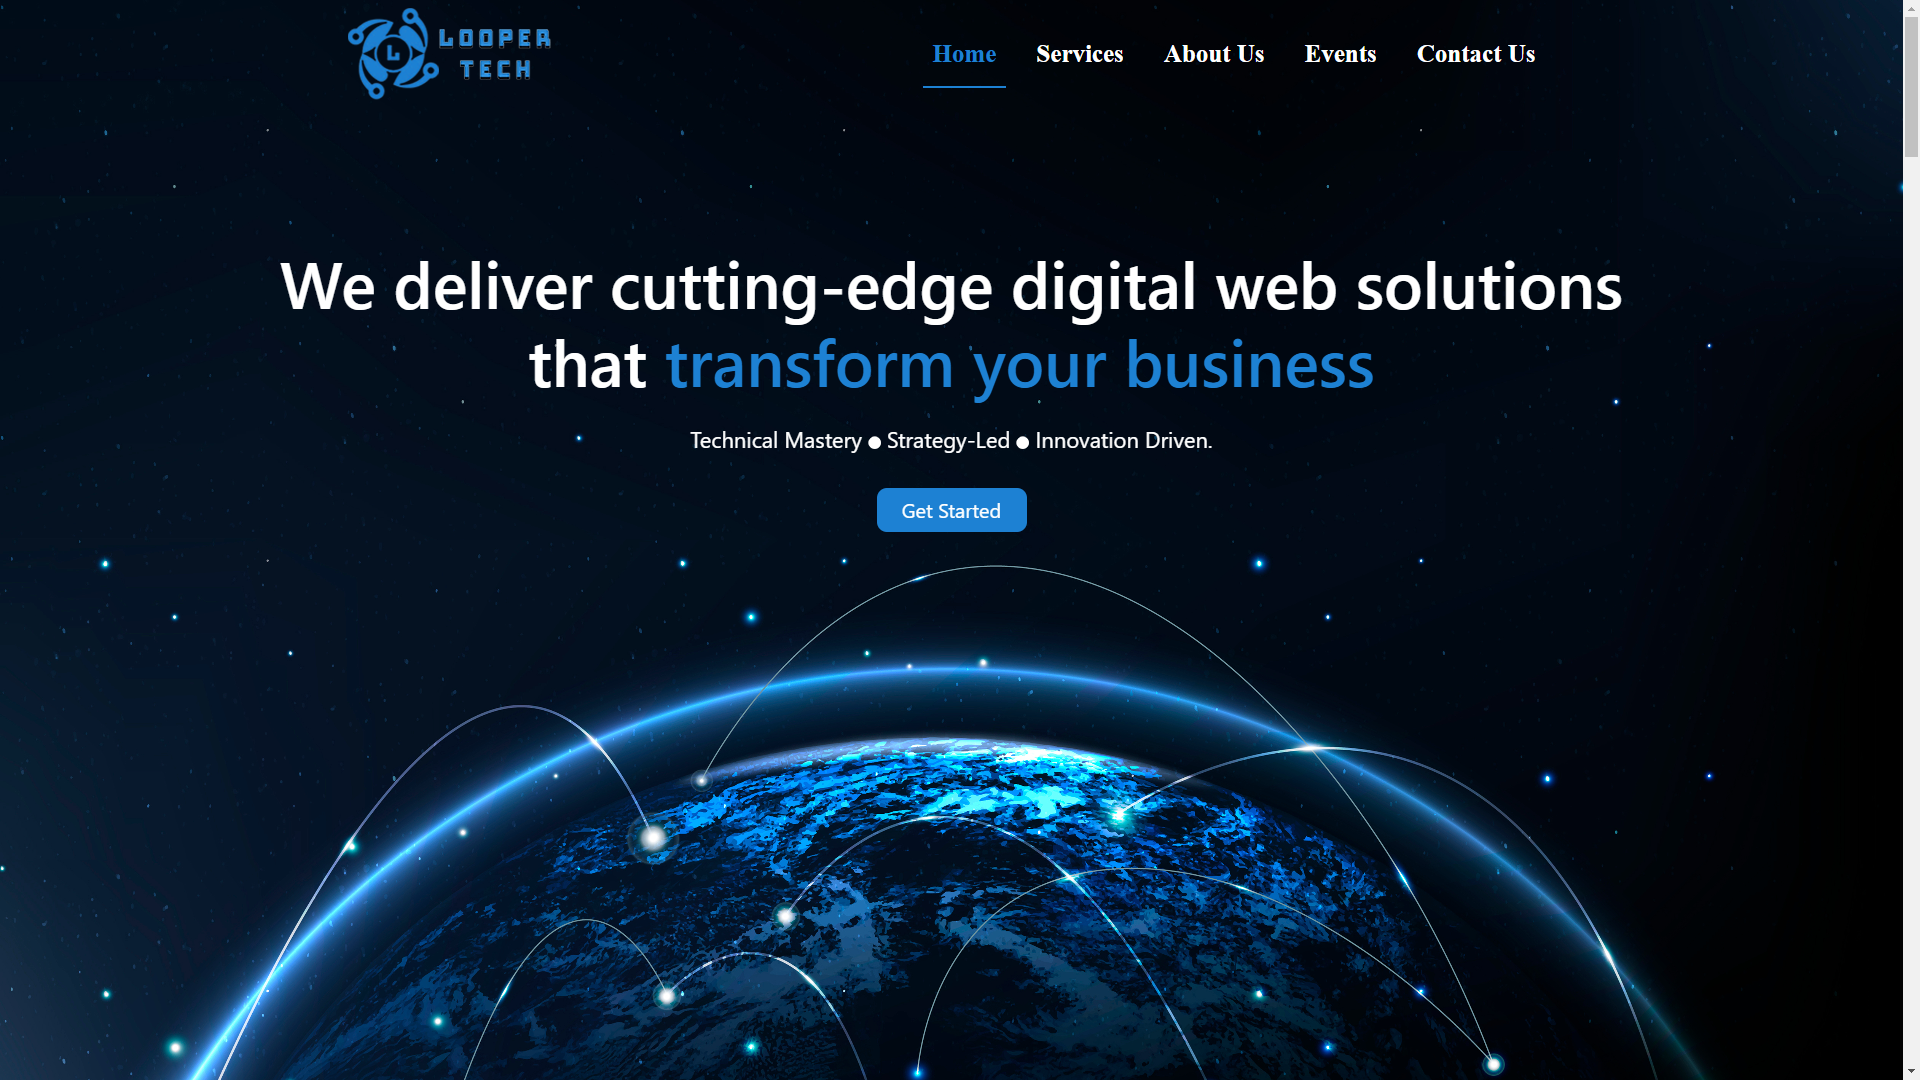 LOOPER
TECH
L
Home Services About Us Events Contact Us
We deliver cutting-edge digital web solutions
that transform your business
Technical Mastery ● Strategy-Led ● Innovation Driven.
Get Started